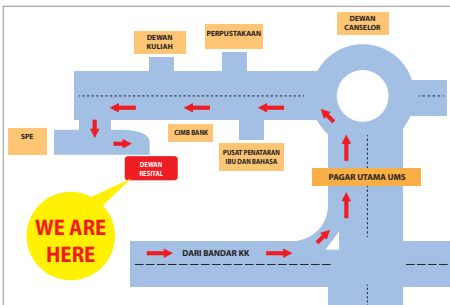 DEWAN
CANSELOR
PERPUSTAKAAN
DEWAN
KULIAH
SPE
CIMB BANK
PUSAT PENATARAN
IBU DAN BAHASA
DEWAN
RESITAL
PAGAR UTAMA UMS
WE ARE
HERE
DARI BANDAR KK